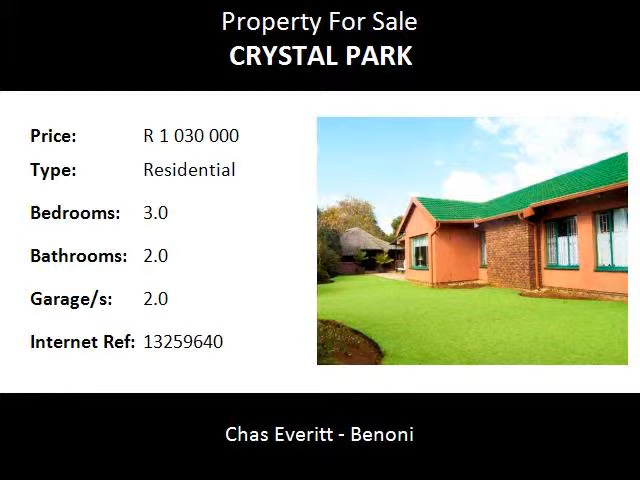 Property For Sale
CRYSTAL PARK
Price: R 1 030 000
Type: Residential
Bedrooms: 3.0
Bathrooms: 2.0
Garage/s: 2.0
Internet Ref: 13259640
Chas Everitt - Benoni